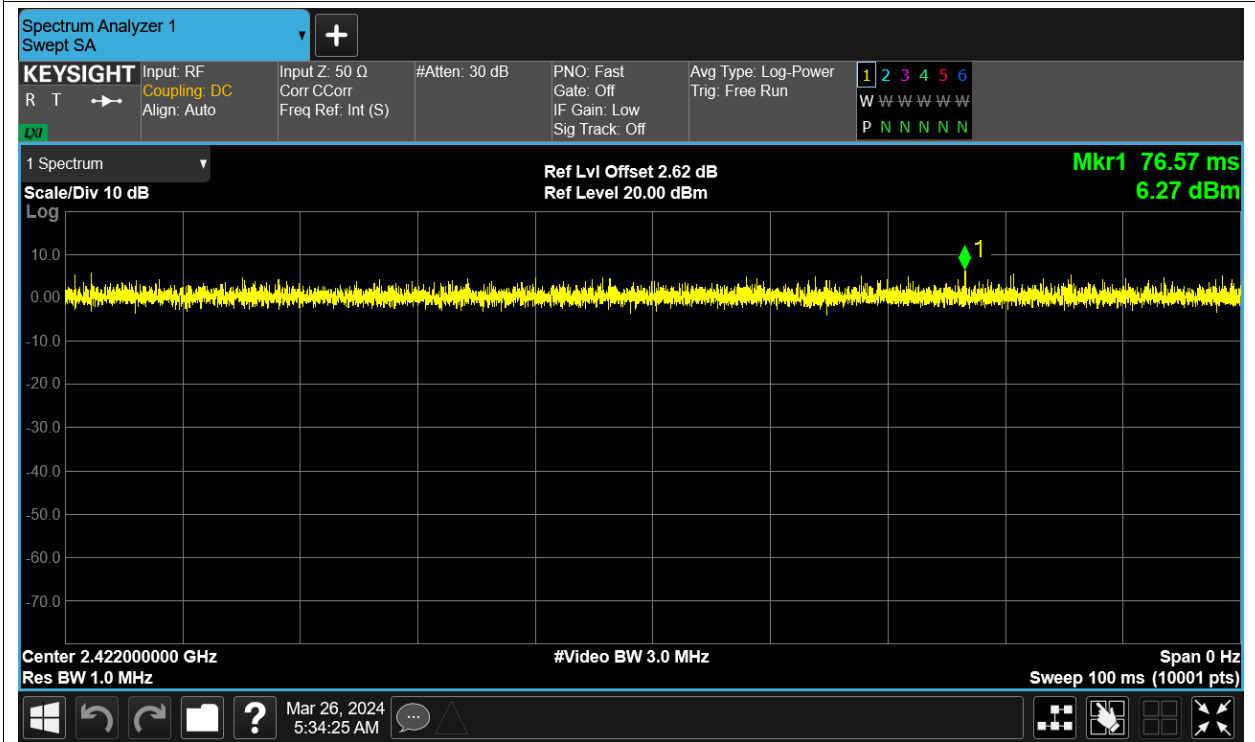 Spectrum Analyzer 1
Swept SA
KEYSIGHT
R T
LXI
Input: RF
Coupling: DC
Align: Auto
Input Z: 50 Ω
Corr CCorr
Freq Ref: Int (S)
#Atten: 30 dB
PNO: Fast
Gate: Off
IF Gain: Low
Sig Track: Off
Avg Type: Log-Power
Trig: Free Run
1 2 3 4 5 6
W W W W W W
P N N N N N
1 Spectrum
Scale/Div 10 dB
Log
Ref Lvl Offset 2.62 dB
Ref Level 20.00 dBm
Mkr1 76.57 ms
6.27 dBm
1
10.0
0.00
-10.0
-20.0
-30.0
-40.0
-50.0
-60.0
-70.0
Center 2.422000000 GHz
Res BW 1.0 MHz
#Video BW 3.0 MHz
Span 0 Hz
Sweep 100 ms (10001 pts)
?
Mar 26, 2024
5:34:25 AM